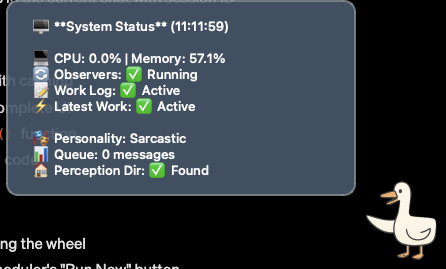 🖥️ **System Status** (11:11:59)
💻 CPU: 0.0% | Memory: 57.1%
🔄 Observers: ✅ Running
📝 Work Log: ✅ Active
⚡ Latest Work: ✅ Active
🎭 Personality: Sarcastic
📊 Queue: 0 messages
🏠 Perception Dir: ✅ Found
ng the wheel
"Run Now" button